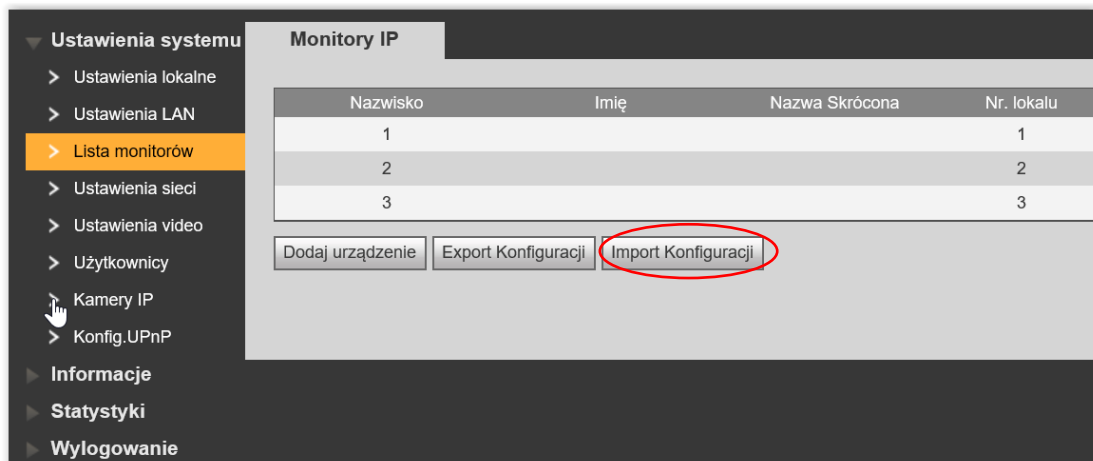 Ustawienia systemu
Ustawienia lokalne
Ustawienia LAN
Lista monitorów
Ustawienia sieci
Ustawienia video
Użytkownicy
Kamery IP
Konfig.UPnP
Informacje
Statystyki
Wylogowanie
Monitory IP
Nazwisko Imię Nazwa Skrócona Nr. lokalu
1 1
2 2
3 3
Dodaj urządzenie Export Konfiguracji Import Konfiguracji